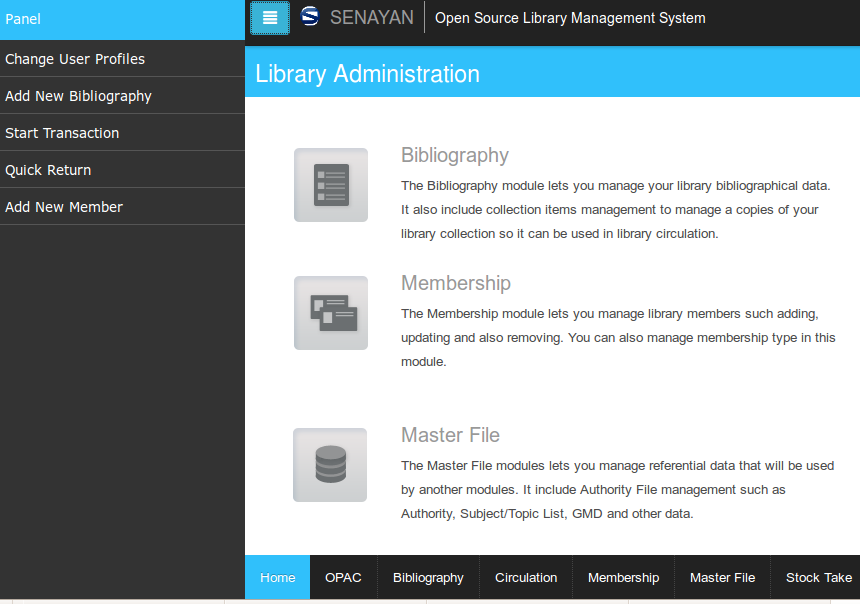 Panel
Change User Profiles
Add New Bibliography
Start Transaction
Quick Return
Add New Member
SENAYAN
Open Source Library Management System
Library Administration
Bibliography
The Bibliography module lets you manage your library bibliographical data.
It also include collection items management to manage a copies of your
library collection so it can be used in library circulation.
Membership
The Membership module lets you manage library members such adding,
updating and also removing. You can also manage membership type in this
module.
Master File
The Master File modules lets you manage referential data that will be used
by another modules. It include Authority File management such as
Authority, Subject/Topic List, GMD and other data.
Home OPAC Bibliography Circulation Membership Master File Stock Take